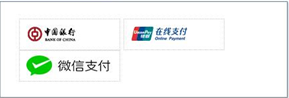 中国银行
BANK OF CHINA
UnionPay
银联
在线支付
Online Payment
微信支付